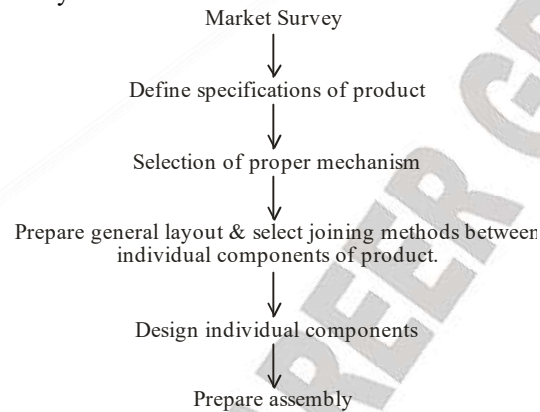 Market Survey
Define specifications of product
Selection of proper mechanism
Prepare general layout & select joining methods between
individual components of product.
Design individual components
Prepare assembly